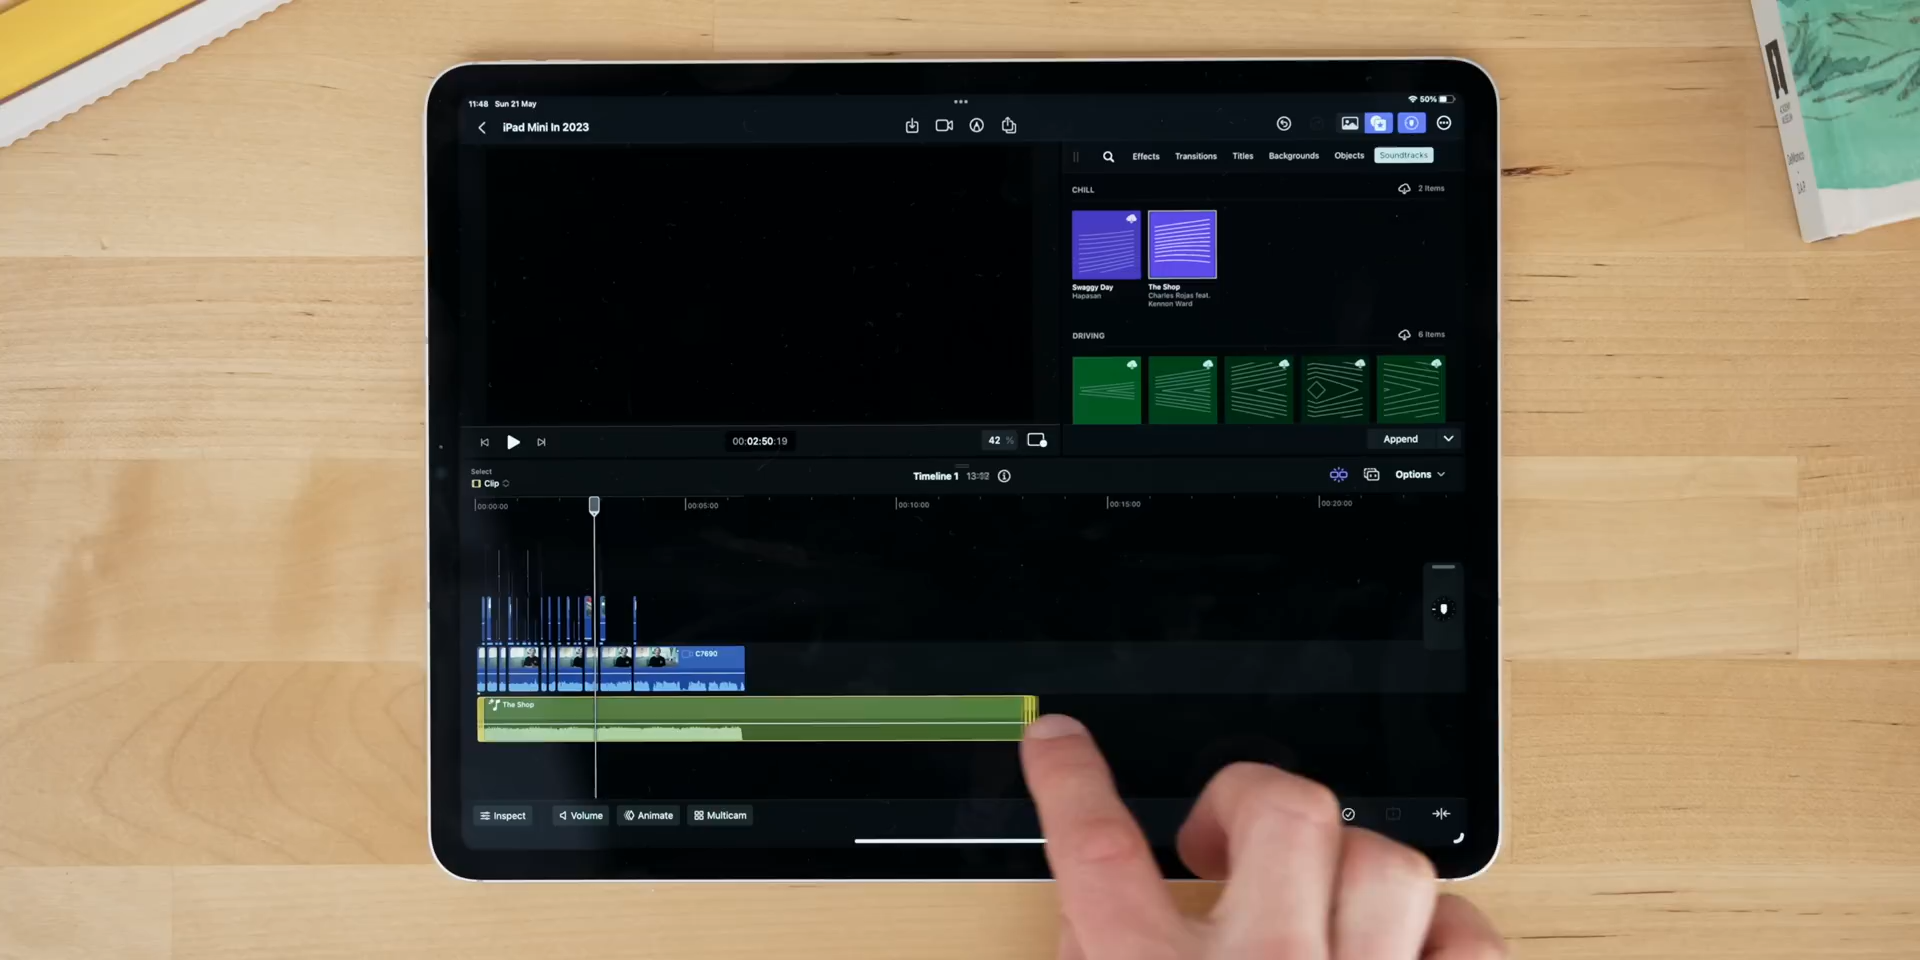 11:48 Sun 21 May
50%
iPad Mini In 2023
Effects Transitions Titles Backgrounds Objects Soundtracks
CHILL 2 Items
Swaggy Day
Hapasan
The Shop
Charles Rojas feat.
Kennon Ward
DRIVING 6 Items
00:02:50:19
42 %
Append
Select
Clip
Timeline 1
Options
00:00:00 00:05:00 00:10:00 00:15:00 00:20:00
C7690
The Shop
Inspect Volume Animate Multicam